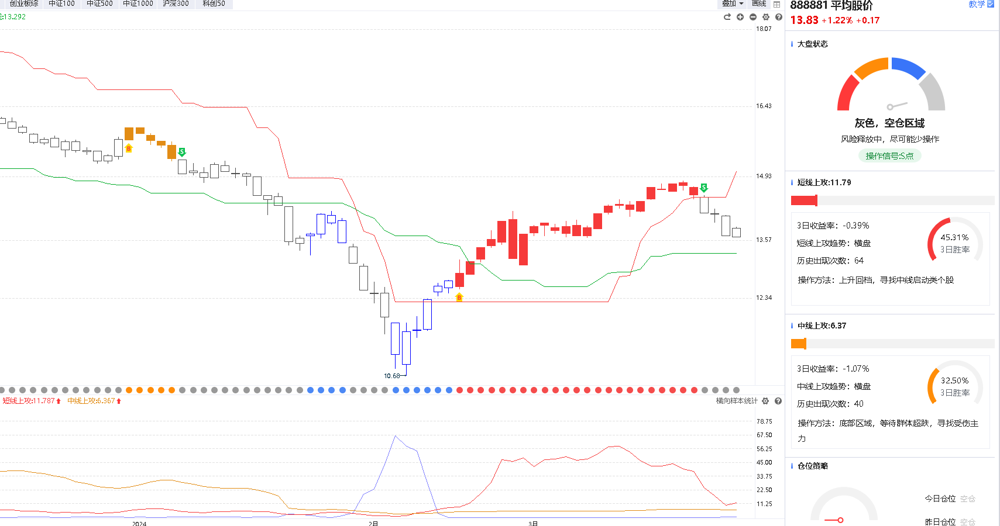 创业板综 中证100 中证500 中证1000 沪深300 科创50
叠加 画线
:13.292
18.07
16.43
14.93
13.57
12.34
B
S
B
S
10.68
短线上攻:11.787 中线上攻:6.367
横向样本统计
78.75
67.50
56.25
45.00
33.75
22.50
11.25
2024 2月 3月
888881 平均股价
教学
13.83 +1.22% +0.17
大盘状态
灰色，空仓区域
风险释放中，尽可能少操作
操作信号:S点
短线上攻:11.79
3日收益率：-0.39%
短线上攻趋势：横盘
历史出现次数：64
45.31%
3日胜率
操作方法：上升回档，寻找中线启动类个股
中线上攻:6.37
3日收益率：-1.07%
中线上攻趋势：横盘
历史出现次数：40
32.50%
3日胜率
操作方法：底部区域，等待群体超跌，寻找受伤主
力
仓位策略
今日仓位 空仓
昨日仓位 空仓